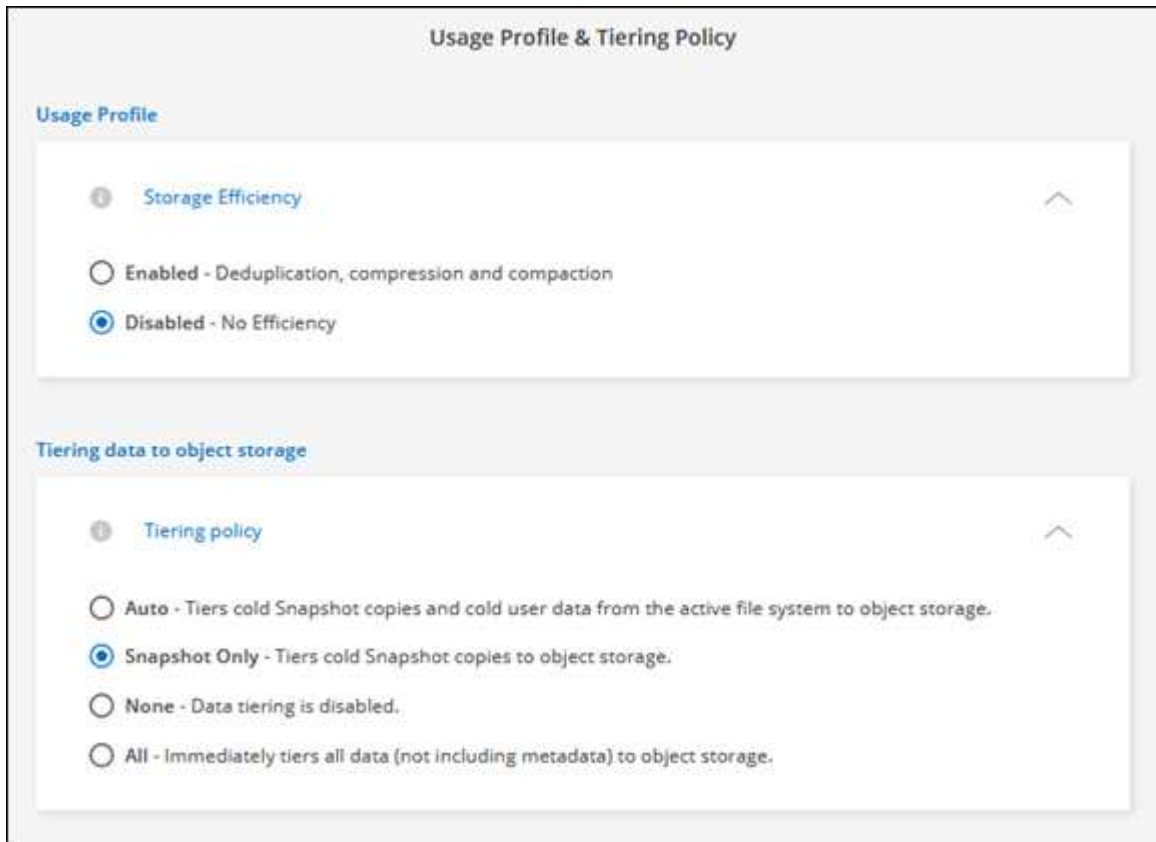 Usage Profile & Tiering Policy
Usage Profile
Storage Efficiency
Enabled - Deduplication, compression and compaction
Disabled - No Efficiency
Tiering data to object storage
Tiering policy
Auto - Tiers cold Snapshot copies and cold user data from the active file system to object storage.
Snapshot Only - Tiers cold Snapshot copies to object storage.
None - Data tiering is disabled.
All - Immediately tiers all data (not including metadata) to object storage.